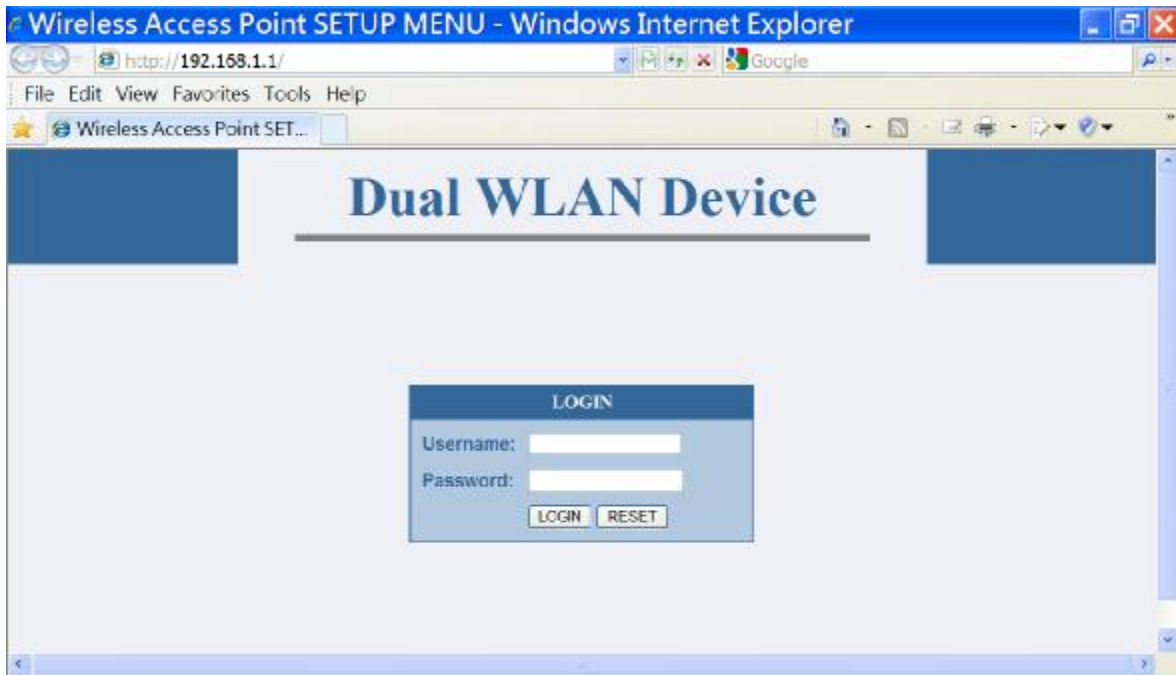 Wireless Access Point SETUP MENU - Windows Internet Explorer
http://192.168.1.1/
Google
File Edit View Favorites Tools Help
Wireless Access Point SET...
Dual WLAN Device
LOGIN
Username:
Password:
LOGIN RESET